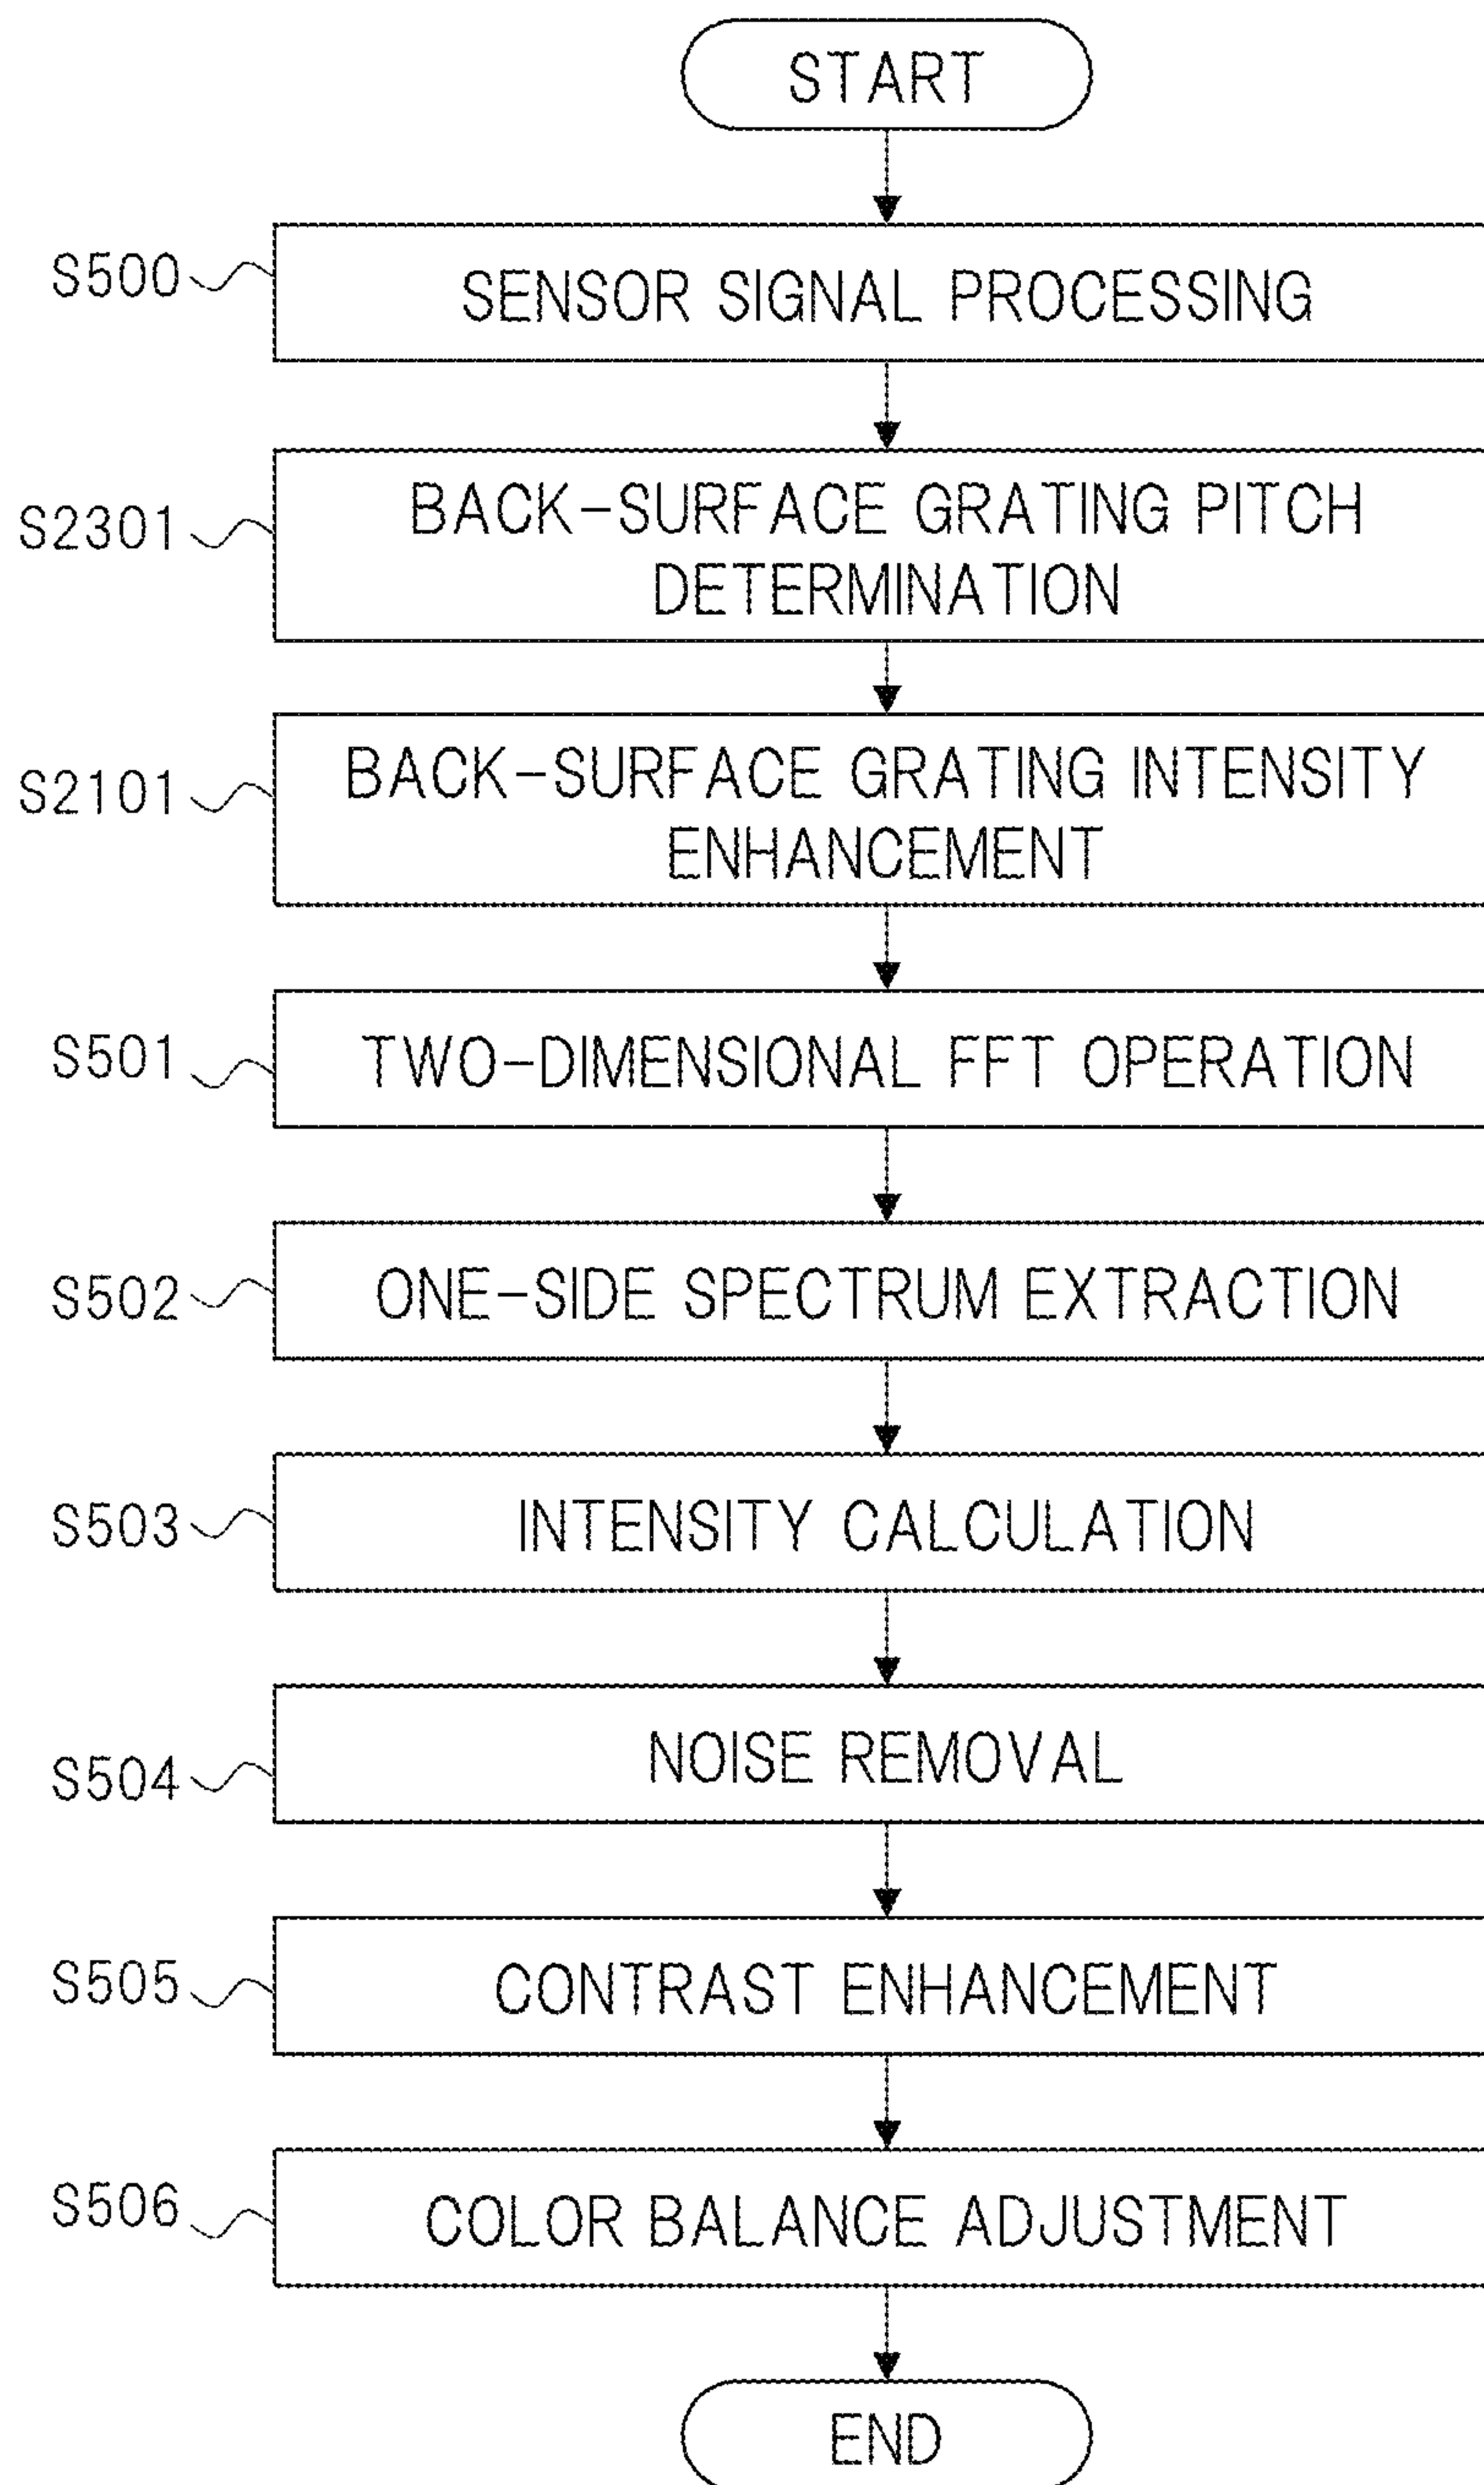 START
S500
SENSOR SIGNAL PROCESSING
S2301
BACK-SURFACE GRATING PITCH
DETERMINATION
S2101
BACK-SURFACE GRATING INTENSITY
ENHANCEMENT
S501
TWO-DIMENSIONAL FFT OPERATION
S502
ONE-SIDE SPECTRUM EXTRACTION
S503
INTENSITY CALCULATION
S504
NOISE REMOVAL
S505
CONTRAST ENHANCEMENT
S506
COLOR BALANCE ADJUSTMENT
END